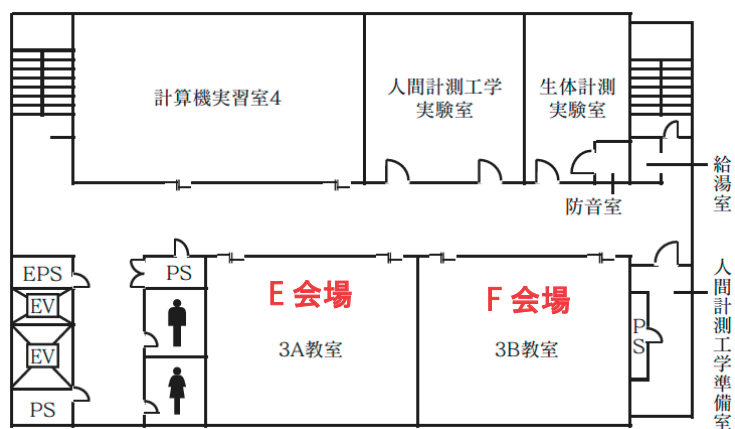 計算機実習室4
人間計測工学
実験室
生体計測
実験室
給湯室
防音室
EPS
PS
EV
EV
PS
E 会場
3A教室
F 会場
3B教室
PS
人間計測工学準備室